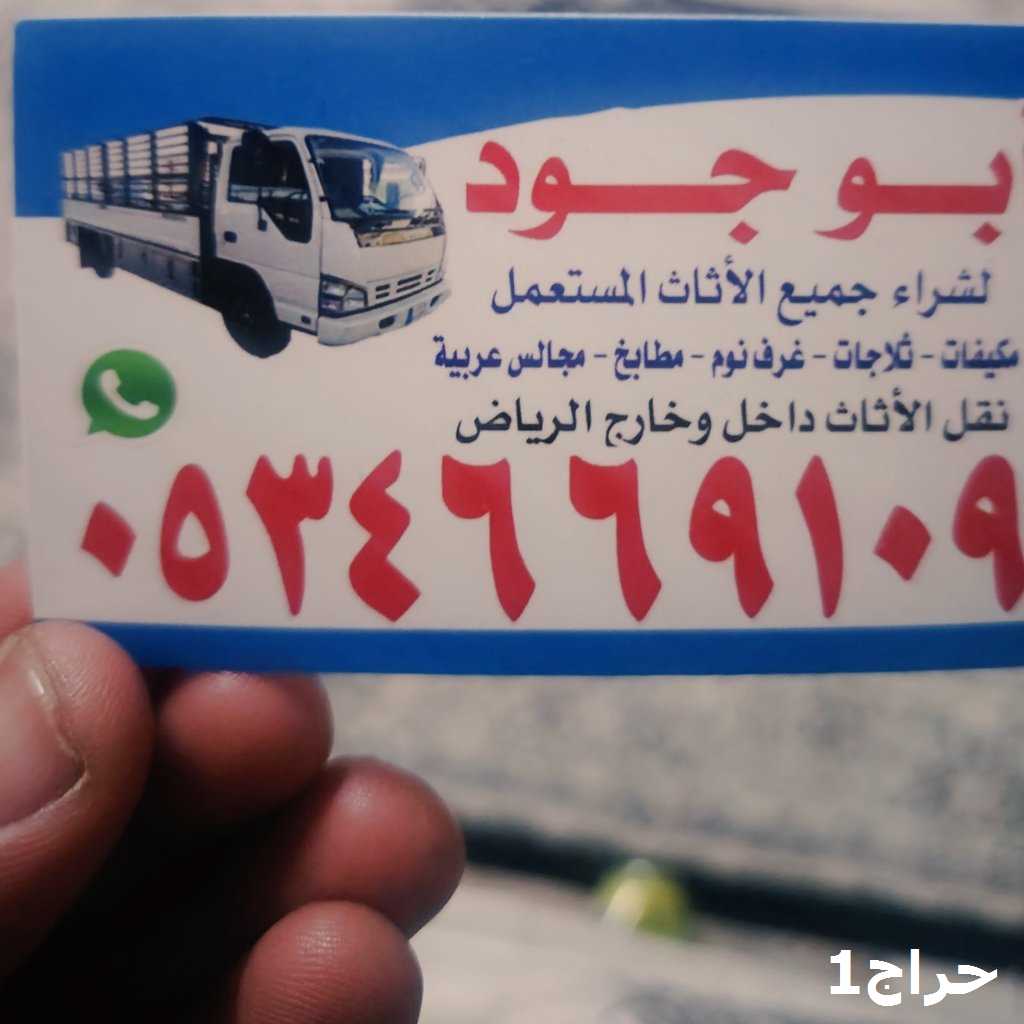 أبو جود
لشراء جميع الأثاث المستعمل
مكيفات - ثلاجات - غرف نوم - مطابخ - مجالس عربية
نقل الأثاث داخل وخارج الرياض
٠٥٣٤٦٦٩١٠٩
حراج1